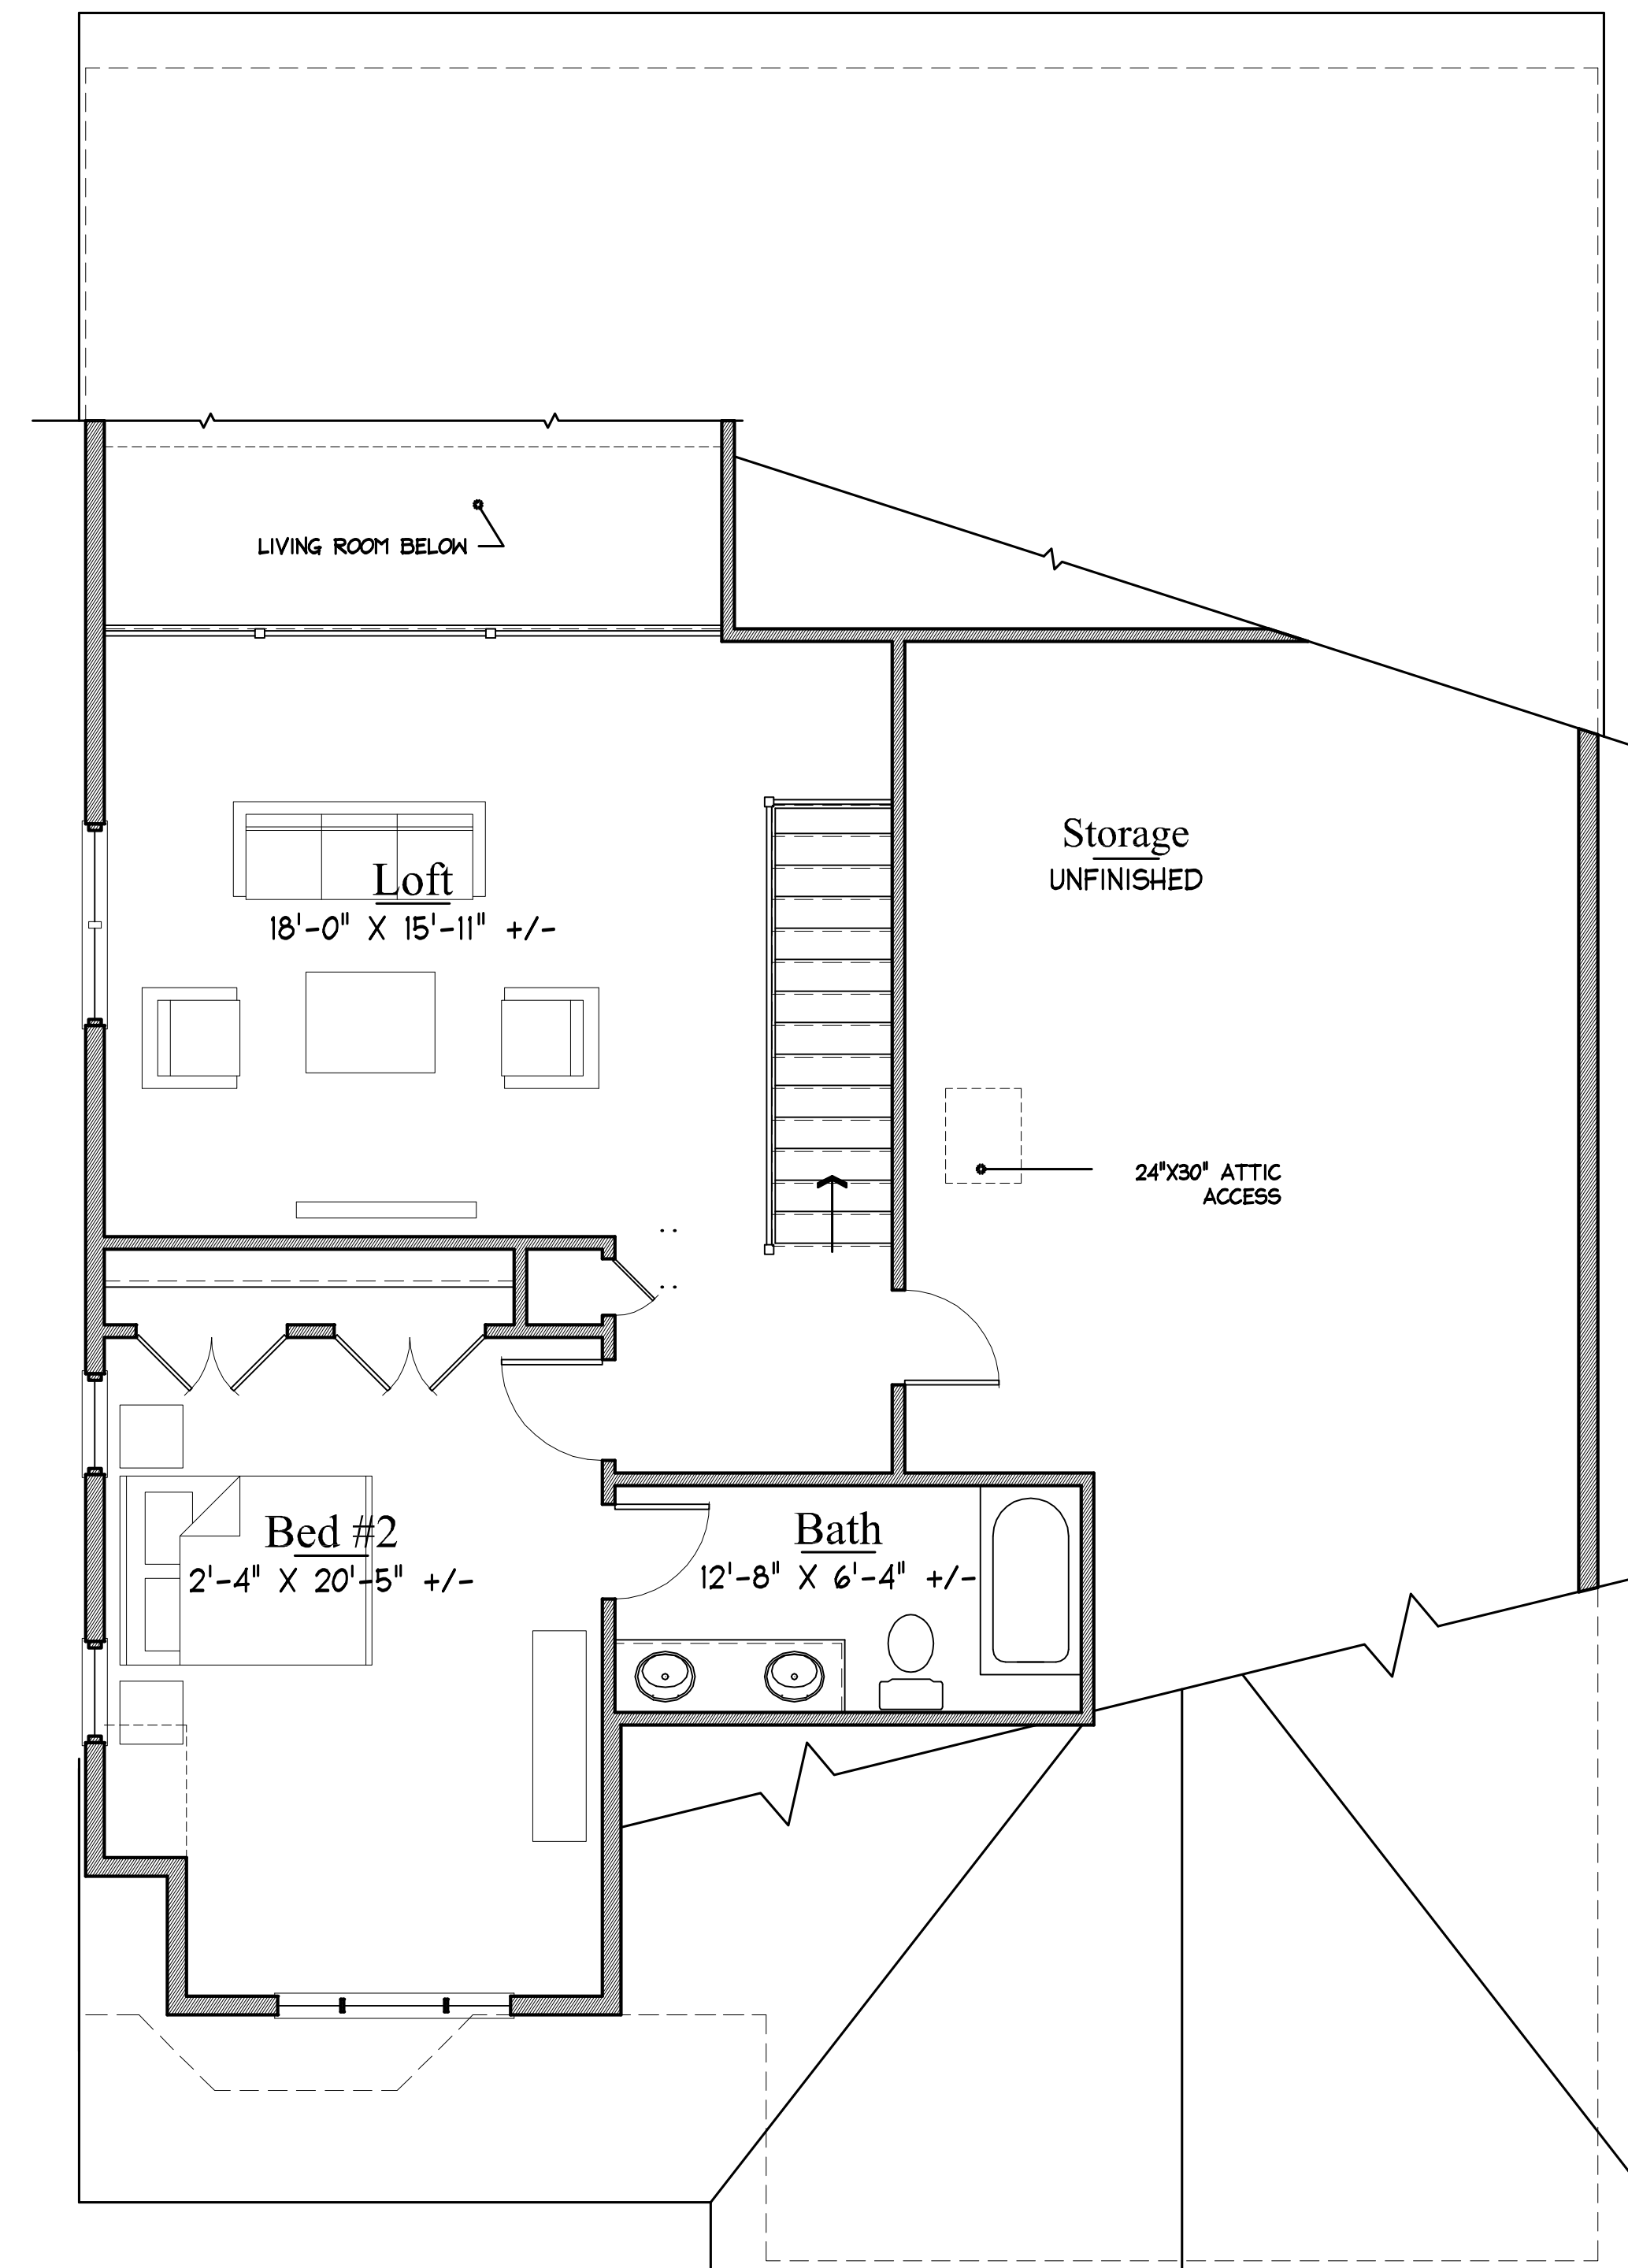 LIVING ROOM BELOW
Loft
18'-0" X 15'-11" +/-
Storage
UNFINISHED
24"X30" ATTIC
ACCESS
Bed #2
2'-4" X 20'-5" +/-
Bath
12'-8" X 6'-4" +/-